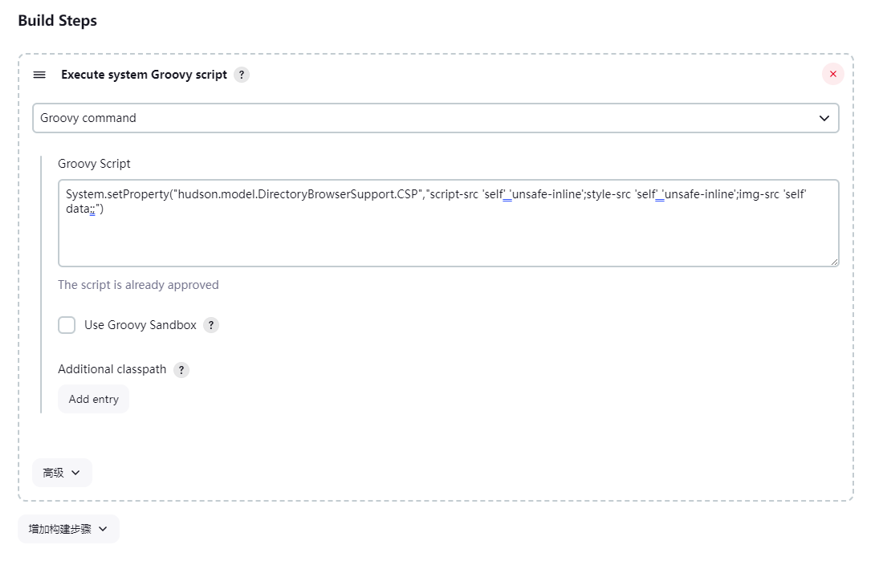 Build Steps
Execute system Groovy script ?
Groovy command
Groovy Script
System.setProperty("hudson.model.DirectoryBrowserSupport.CSP","script-src 'self' 'unsafe-inline';style-src 'self' 'unsafe-inline';img-src 'self'
data:;")
The script is already approved
Use Groovy Sandbox ?
Additional classpath ?
Add entry
高级
增加构建步骤